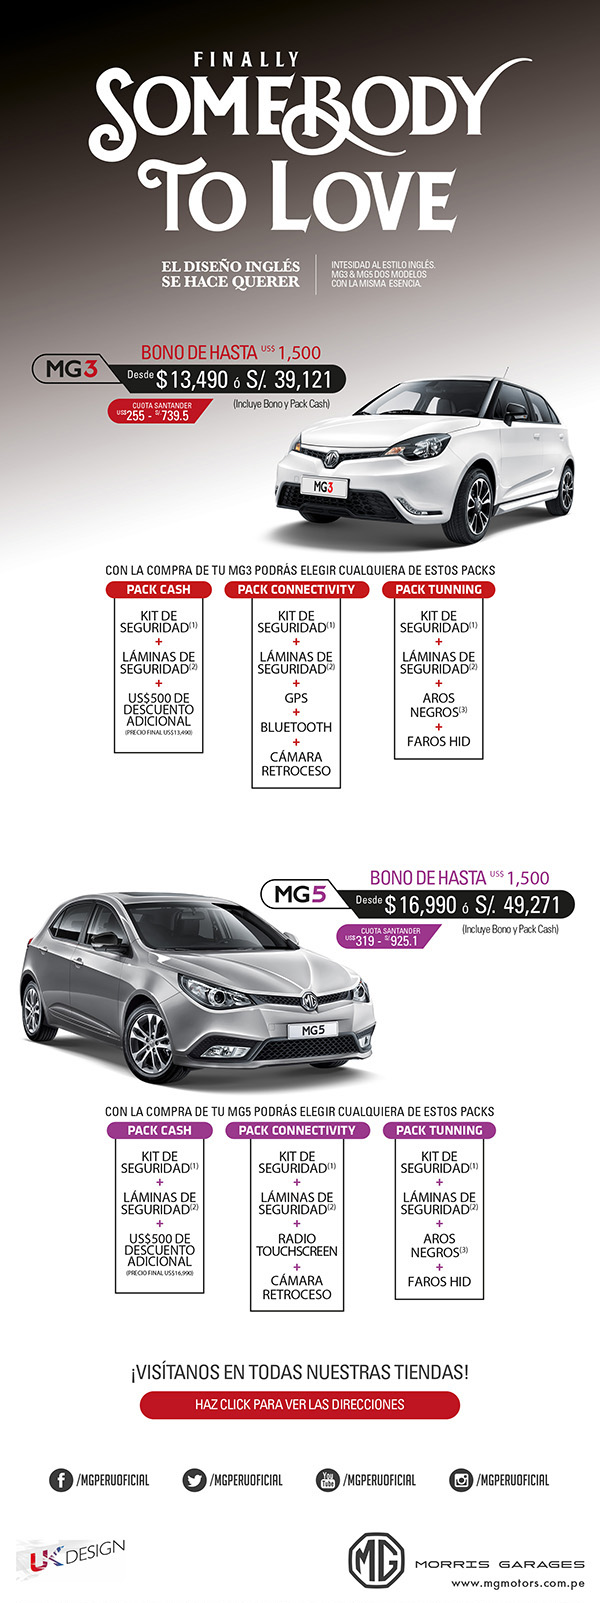 FINALLY
SOMEBODY
TO LOVE
EL DISEÑO INGLÉS
SE HACE QUERER
INTESIDAD AL ESTILO INGLÉS.
MG3 & MG5 DOS MODELOS
CON LA MISMA ESENCIA.
BONO DE HASTA US$ 1,500
MG3
Desde $13,490 ó S/. 39,121
CUOTA SANTANDER
US$255 - S/739.5
(Incluye Bono y Pack Cash)
MG
MG3
CON LA COMPRA DE TU MG3 PODRÁS ELEGIR CUALQUIERA DE ESTOS PACKS
PACK CASH
KIT DE
SEGURIDAD(1)
+
LÁMINAS DE
SEGURIDAD(2)
+
US$500 DE
DESCUENTO
ADICIONAL
(PRECIO FINAL US$13,490)
PACK CONNECTIVITY
KIT DE
SEGURIDAD(1)
+
LÁMINAS DE
SEGURIDAD(2)
+
GPS
+
BLUETOOTH
+
CÁMARA
RETROCESO
PACK TUNNING
KIT DE
SEGURIDAD(1)
+
LÁMINAS DE
SEGURIDAD(2)
+
AROS
NEGROS(3)
+
FAROS HID
BONO DE HASTA US$ 1,500
MG5
Desde $16,990 ó S/. 49,271
CUOTA SANTANDER
US$319 - S/925.1
(Incluye Bono y Pack Cash)
MG
MG5
CON LA COMPRA DE TU MG5 PODRÁS ELEGIR CUALQUIERA DE ESTOS PACKS
PACK CASH
KIT DE
SEGURIDAD(1)
+
LÁMINAS DE
SEGURIDAD(2)
+
US$500 DE
DESCUENTO
ADICIONAL
(PRECIO FINAL US$16,990)
PACK CONNECTIVITY
KIT DE
SEGURIDAD(1)
+
LÁMINAS DE
SEGURIDAD(2)
+
RADIO
TOUCHSCREEN
+
CÁMARA
RETROCESO
PACK TUNNING
KIT DE
SEGURIDAD(1)
+
LÁMINAS DE
SEGURIDAD(2)
+
AROS
NEGROS(3)
+
FAROS HID
¡VISÍTANOS EN TODAS NUESTRAS TIENDAS!
HAZ CLICK PARA VER LAS DIRECCIONES
f /MGPERUOFICIAL
/MGPERUOFICIAL
You Tube /MGPERUOFICIAL
/MGPERUOFICIAL
UK DESIGN
MG MORRIS GARAGES
www.mgmotors.com.pe